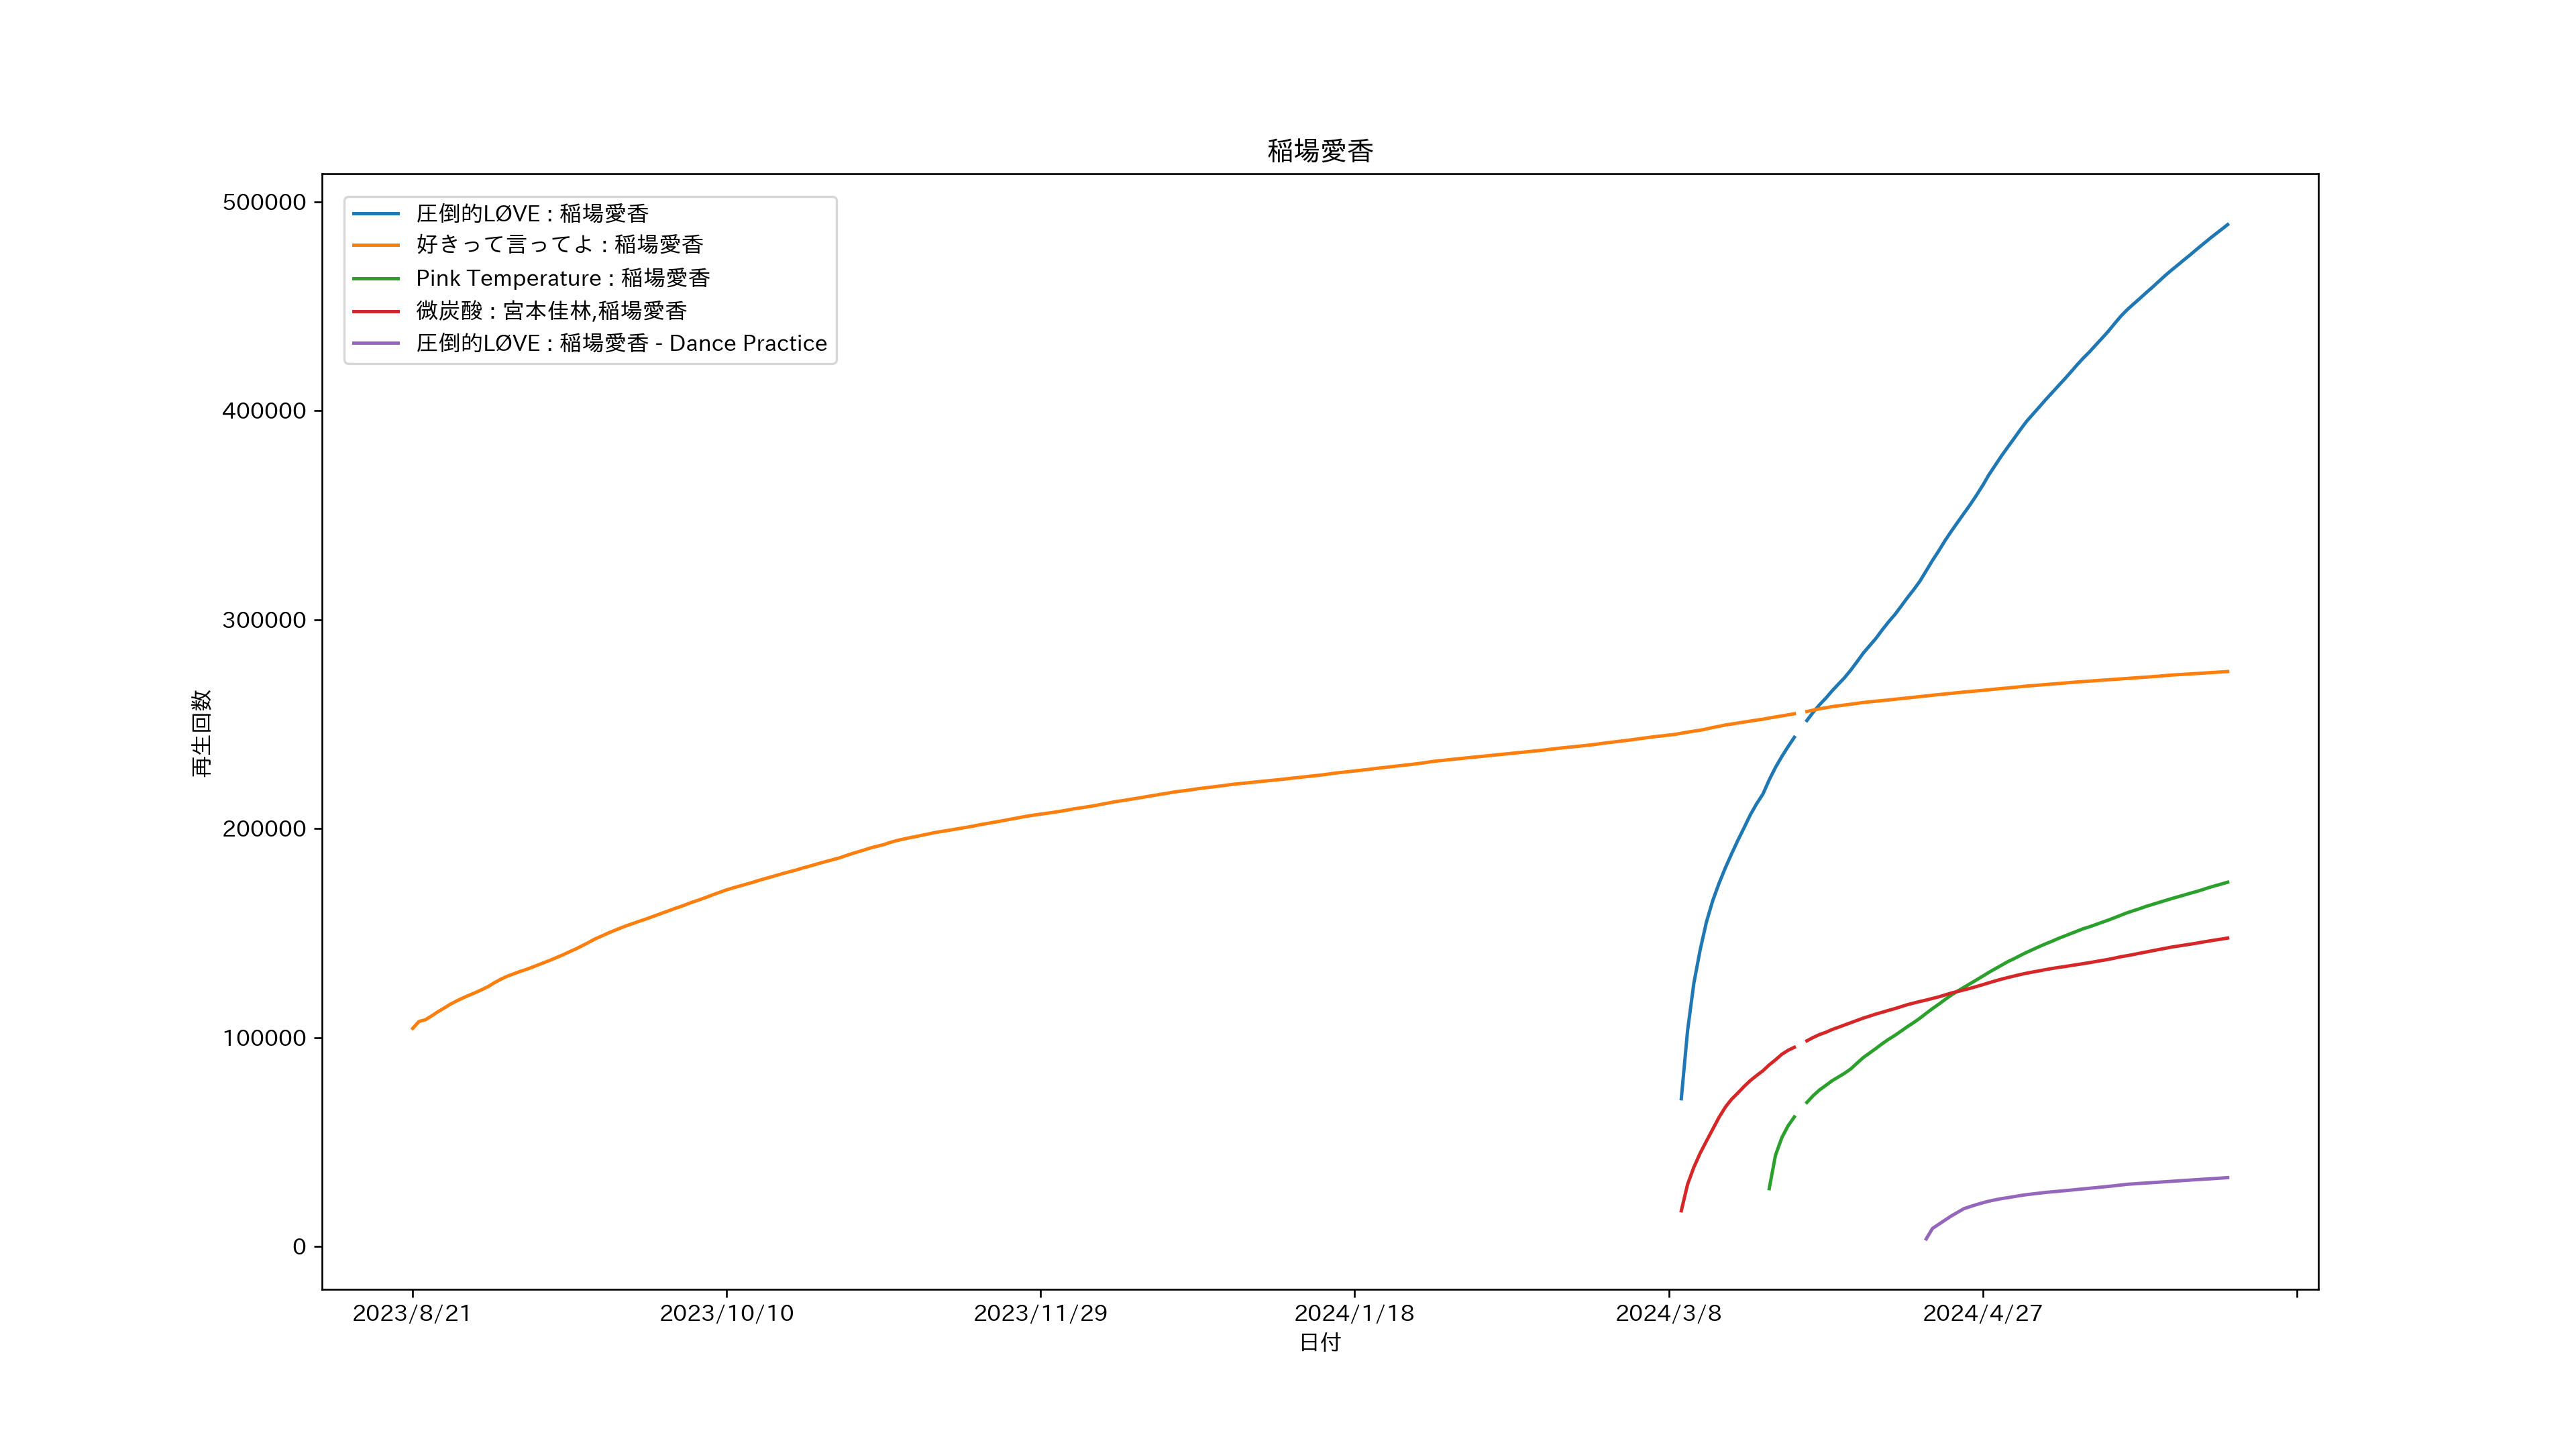 稲場愛香
500000
400000
300000
200000
100000
0
再生回数
圧倒的LØVE : 稲場愛香
好きって言ってよ : 稲場愛香
Pink Temperature : 稲場愛香
微炭酸 : 宮本佳林,稲場愛香
圧倒的LØVE : 稲場愛香 - Dance Practice
2023/8/21 2023/10/10 2023/11/29 2024/1/18 2024/3/8 2024/4/27
日付